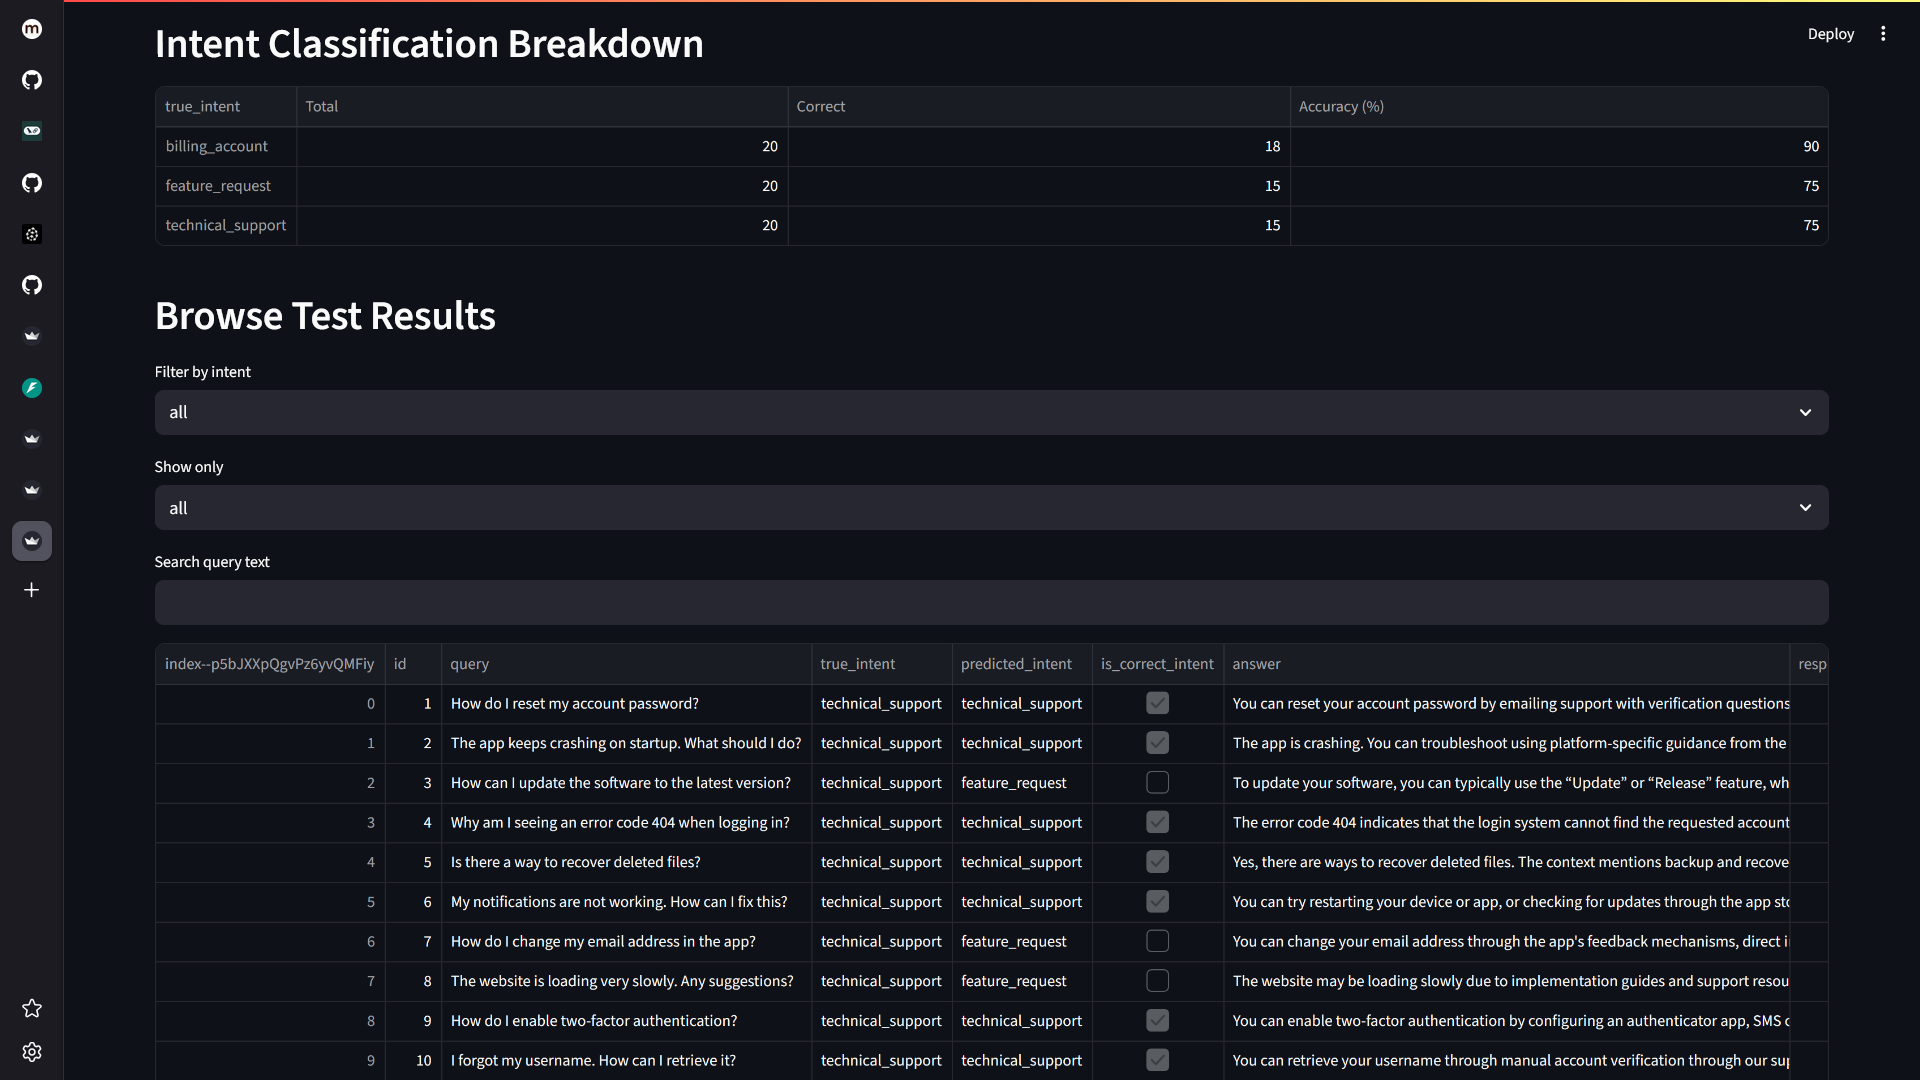 Deploy
Intent Classification Breakdown
true_intent Total Correct Accuracy (%)
billing_account 20 18 90
feature_request 20 15 75
technical_support 20 15 75
Browse Test Results
Filter by intent
all
Show only
all
Search query text
index--p5bJXXpQgvPz6yvQMFiy id query true_intent predicted_intent is_correct_intent answer resp
0 1 How do I reset my account password? technical_support technical_support You can reset your account password by emailing support with verification questions
1 2 The app keeps crashing on startup. What should I do? technical_support technical_support The app is crashing. You can troubleshoot using platform-specific guidance from the
2 3 How can I update the software to the latest version? technical_support feature_request To update your software, you can typically use the “Update” or “Release” feature, wh
3 4 Why am I seeing an error code 404 when logging in? technical_support technical_support The error code 404 indicates that the login system cannot find the requested account
4 5 Is there a way to recover deleted files? technical_support technical_support Yes, there are ways to recover deleted files. The context mentions backup and recove
5 6 My notifications are not working. How can I fix this? technical_support technical_support You can try restarting your device or app, or checking for updates through the app sto
6 7 How do I change my email address in the app? technical_support feature_request You can change your email address through the app's feedback mechanisms, direct i
7 8 The website is loading very slowly. Any suggestions? technical_support feature_request The website may be loading slowly due to implementation guides and support resou
8 9 How do I enable two-factor authentication? technical_support technical_support You can enable two-factor authentication by configuring an authenticator app, SMS c
9 10 I forgot my username. How can I retrieve it? technical_support technical_support You can retrieve your username through manual account verification through our sup